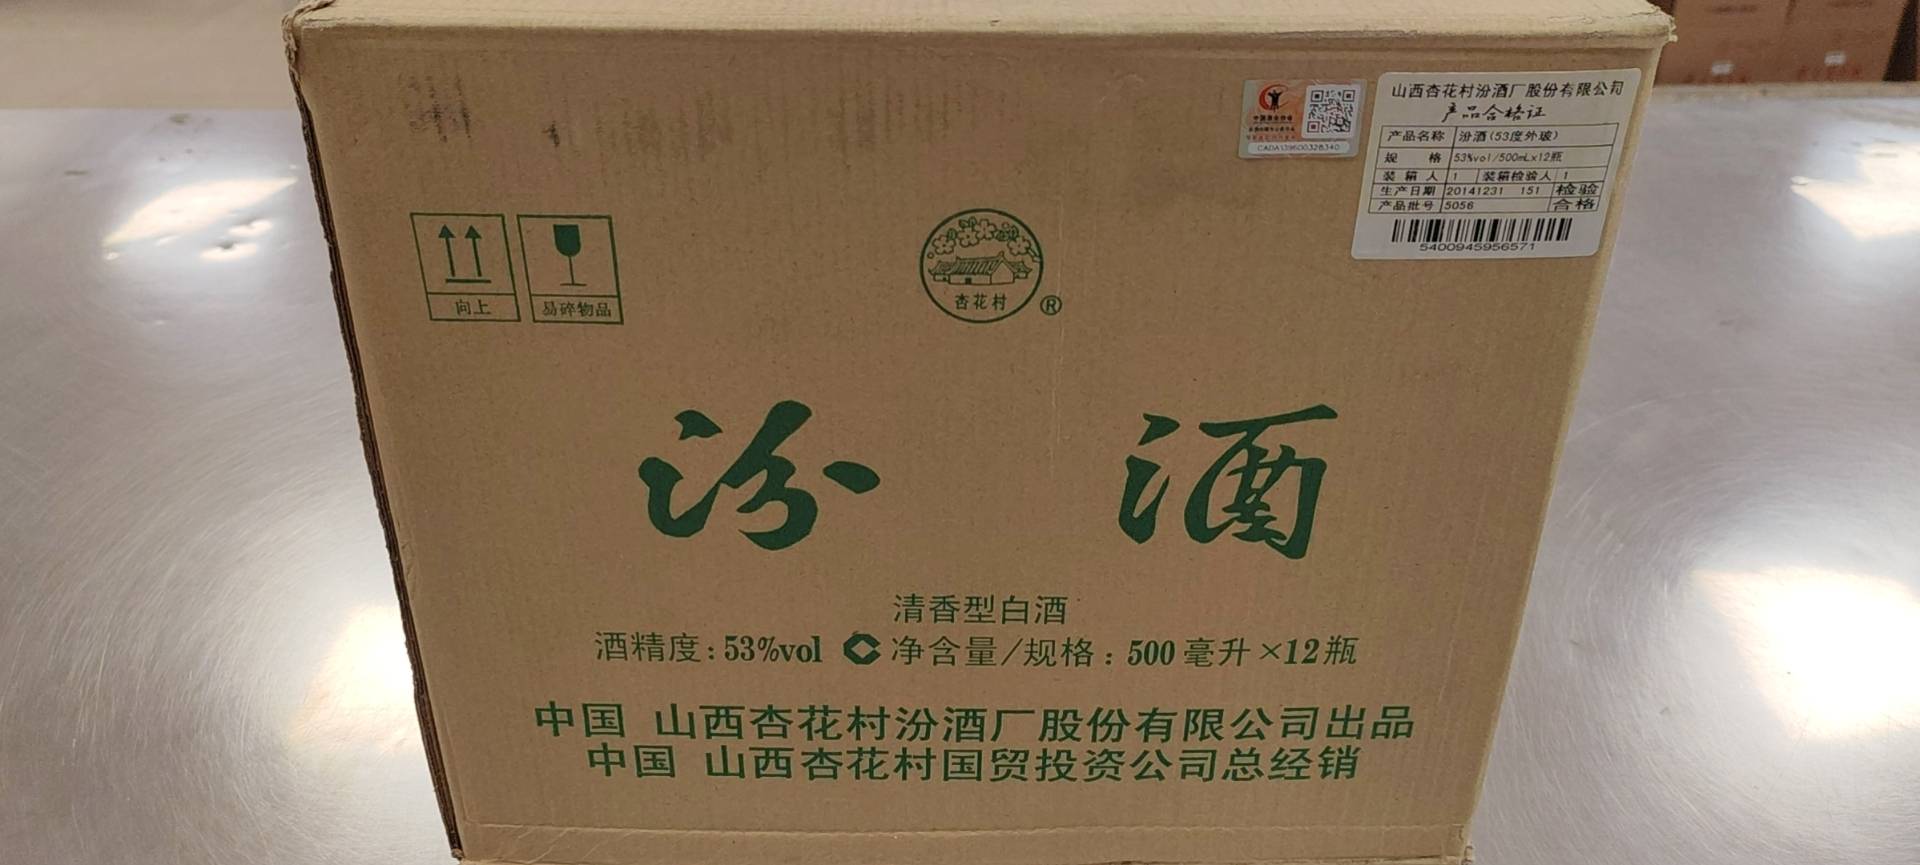 山西杏花村汾酒厂股份有限公司
产品合格证
产品名称 汾酒(53度外玻)
规 格 53%vol/500mL×12瓶
装箱人 1 装箱检验人 1
生产日期 20141231 151 检验
产品批号 5056 合格
5400945956571
CADA139600328340
向上
易碎物品
杏花村
®
汾 酒
清香型白酒
酒精度:53%vol 净含量/规格:500毫升×12瓶
中国 山西杏花村汾酒厂股份有限公司出品
中国 山西杏花村国贸投资公司总经销